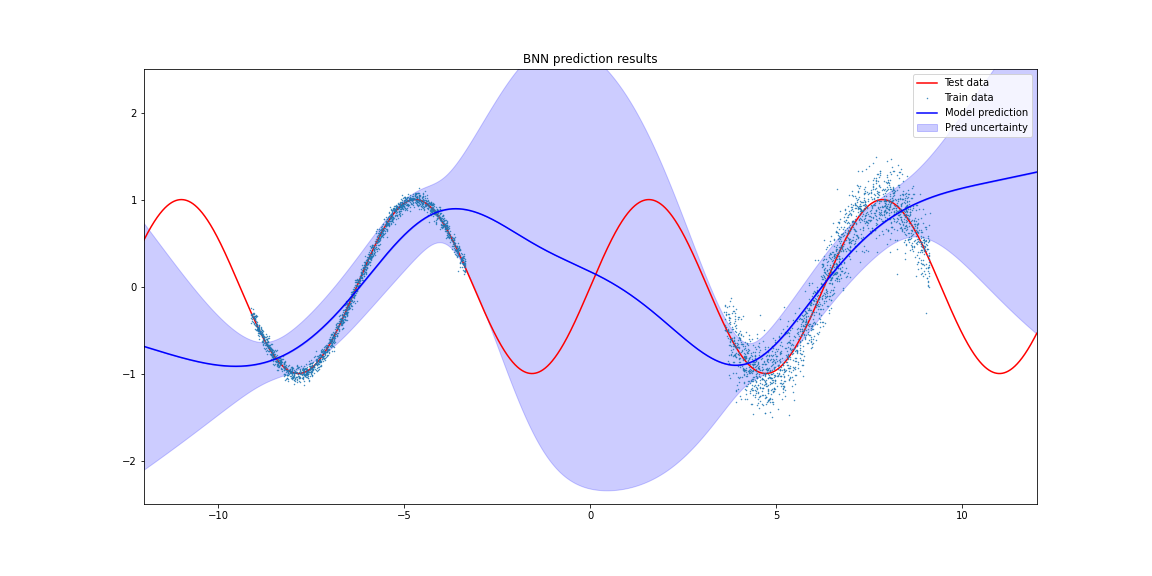 BNN prediction results
Test data
Train data
Model prediction
Pred uncertainty
2
1
0
−1
−2
−10
−5
0
5
10